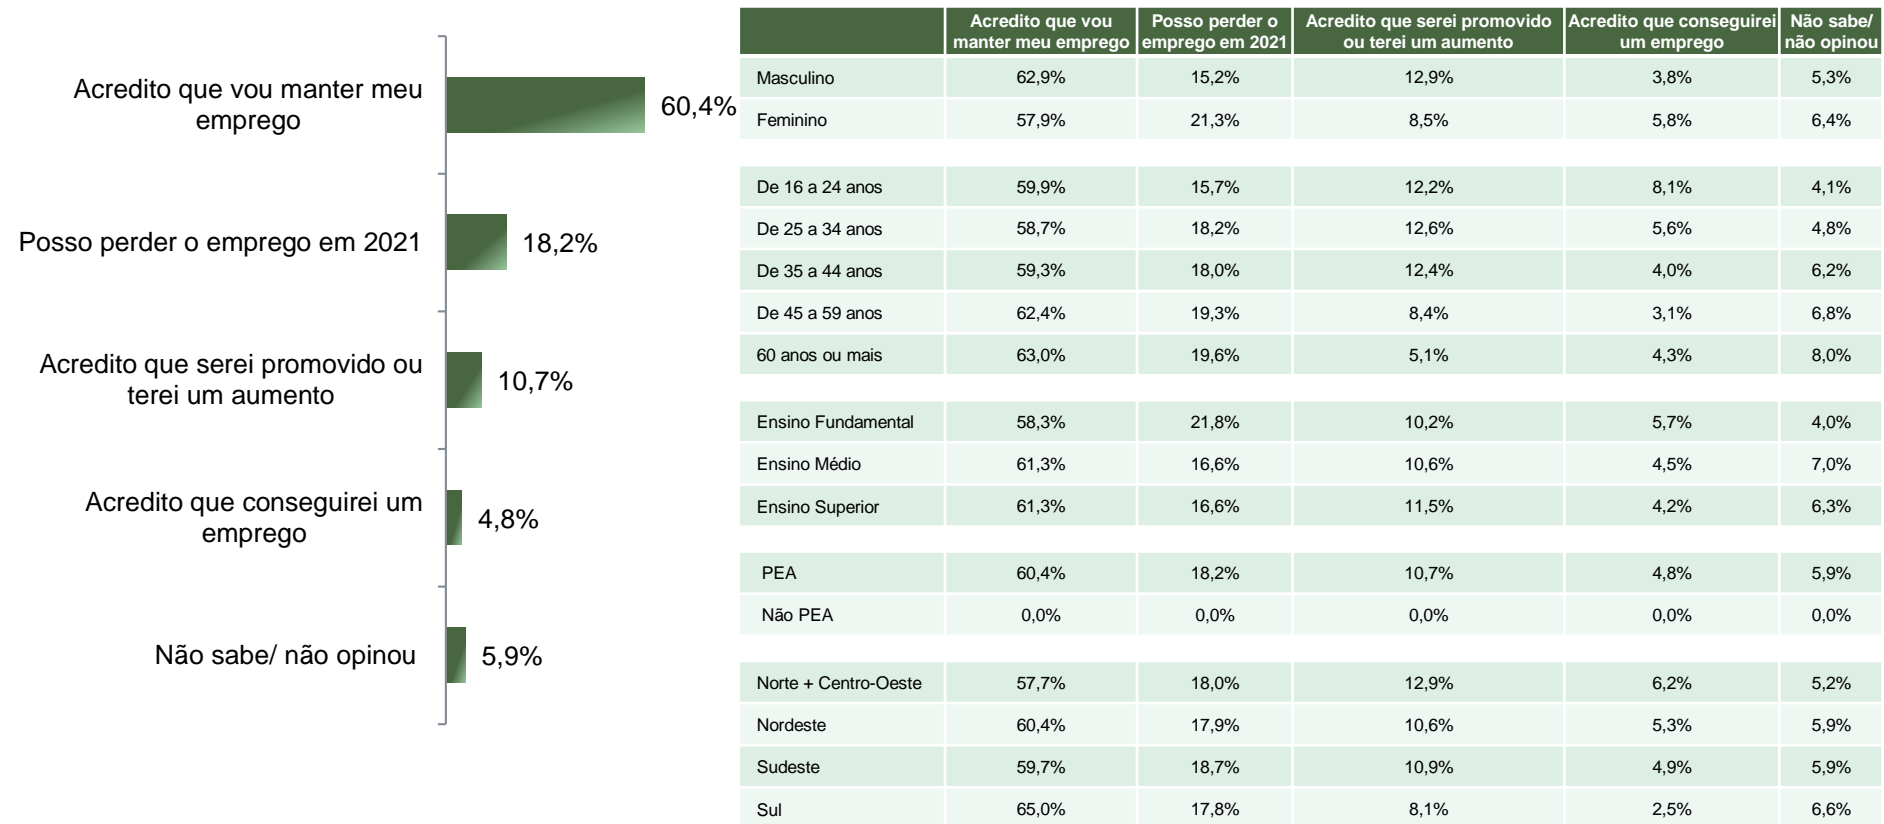 Acredito que vou manter meu
emprego
60,4%
Posso perder o emprego em 2021
18,2%
Acredito que serei promovido ou
terei um aumento
10,7%
Acredito que conseguirei um
emprego
4,8%
Não sabe/ não opinou
5,9%
Acredito que vou manter meu emprego Posso perder o emprego em 2021 Acredito que serei promovido ou terei um aumento Acredito que conseguirei um emprego Não sabe/ não opinou
Masculino 62,9% 15,2% 12,9% 3,8% 5,3%
Feminino 57,9% 21,3% 8,5% 5,8% 6,4%
De 16 a 24 anos 59,9% 15,7% 12,2% 8,1% 4,1%
De 25 a 34 anos 58,7% 18,2% 12,6% 5,6% 4,8%
De 35 a 44 anos 59,3% 18,0% 12,4% 4,0% 6,2%
De 45 a 59 anos 62,4% 19,3% 8,4% 3,1% 6,8%
60 anos ou mais 63,0% 19,6% 5,1% 4,3% 8,0%
Ensino Fundamental 58,3% 21,8% 10,2% 5,7% 4,0%
Ensino Médio 61,3% 16,6% 10,6% 4,5% 7,0%
Ensino Superior 61,3% 16,6% 11,5% 4,2% 6,3%
PEA 60,4% 18,2% 10,7% 4,8% 5,9%
Não PEA 0,0% 0,0% 0,0% 0,0% 0,0%
Norte + Centro-Oeste 57,7% 18,0% 12,9% 6,2% 5,2%
Nordeste 60,4% 17,9% 10,6% 5,3% 5,9%
Sudeste 59,7% 18,7% 10,9% 4,9% 5,9%
Sul 65,0% 17,8% 8,1% 2,5% 6,6%